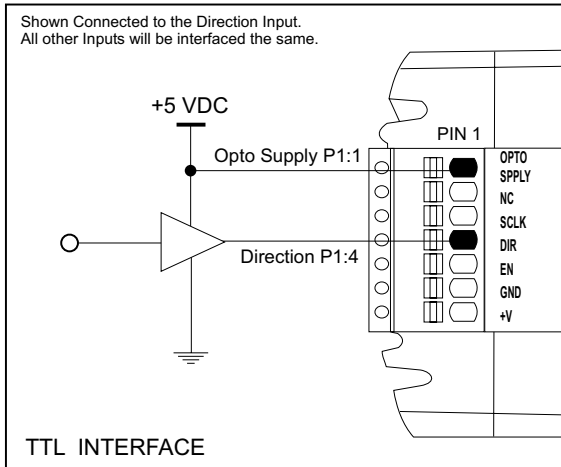 Shown Connected to the Direction Input.
All other Inputs will be interfaced the same.
+5 VDC
PIN 1
Opto Supply P1:1
OPTO
SPPLY
NC
SCLK
Direction P1:4
DIR
EN
GND
+V
TTL INTERFACE